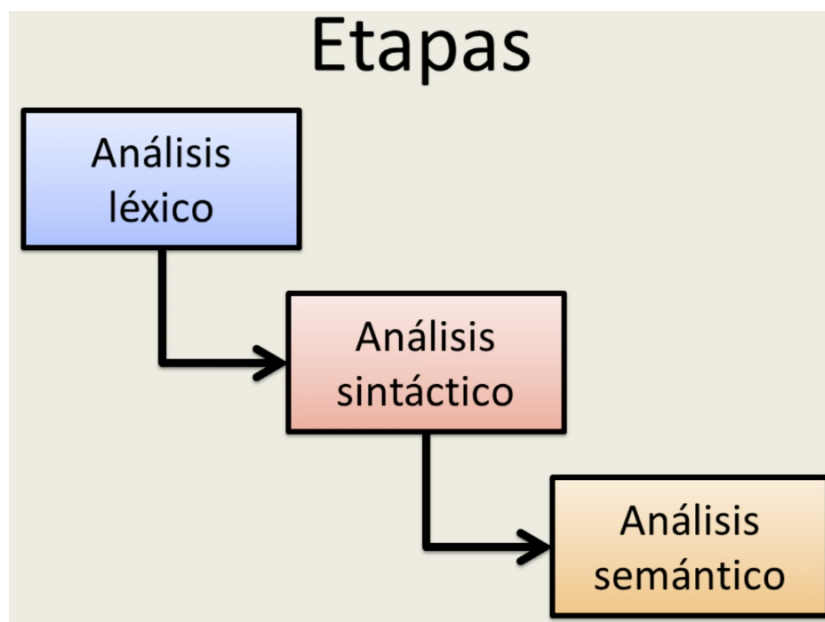 Etapas
Análisis
léxico
Análisis
sintáctico
Análisis
semántico